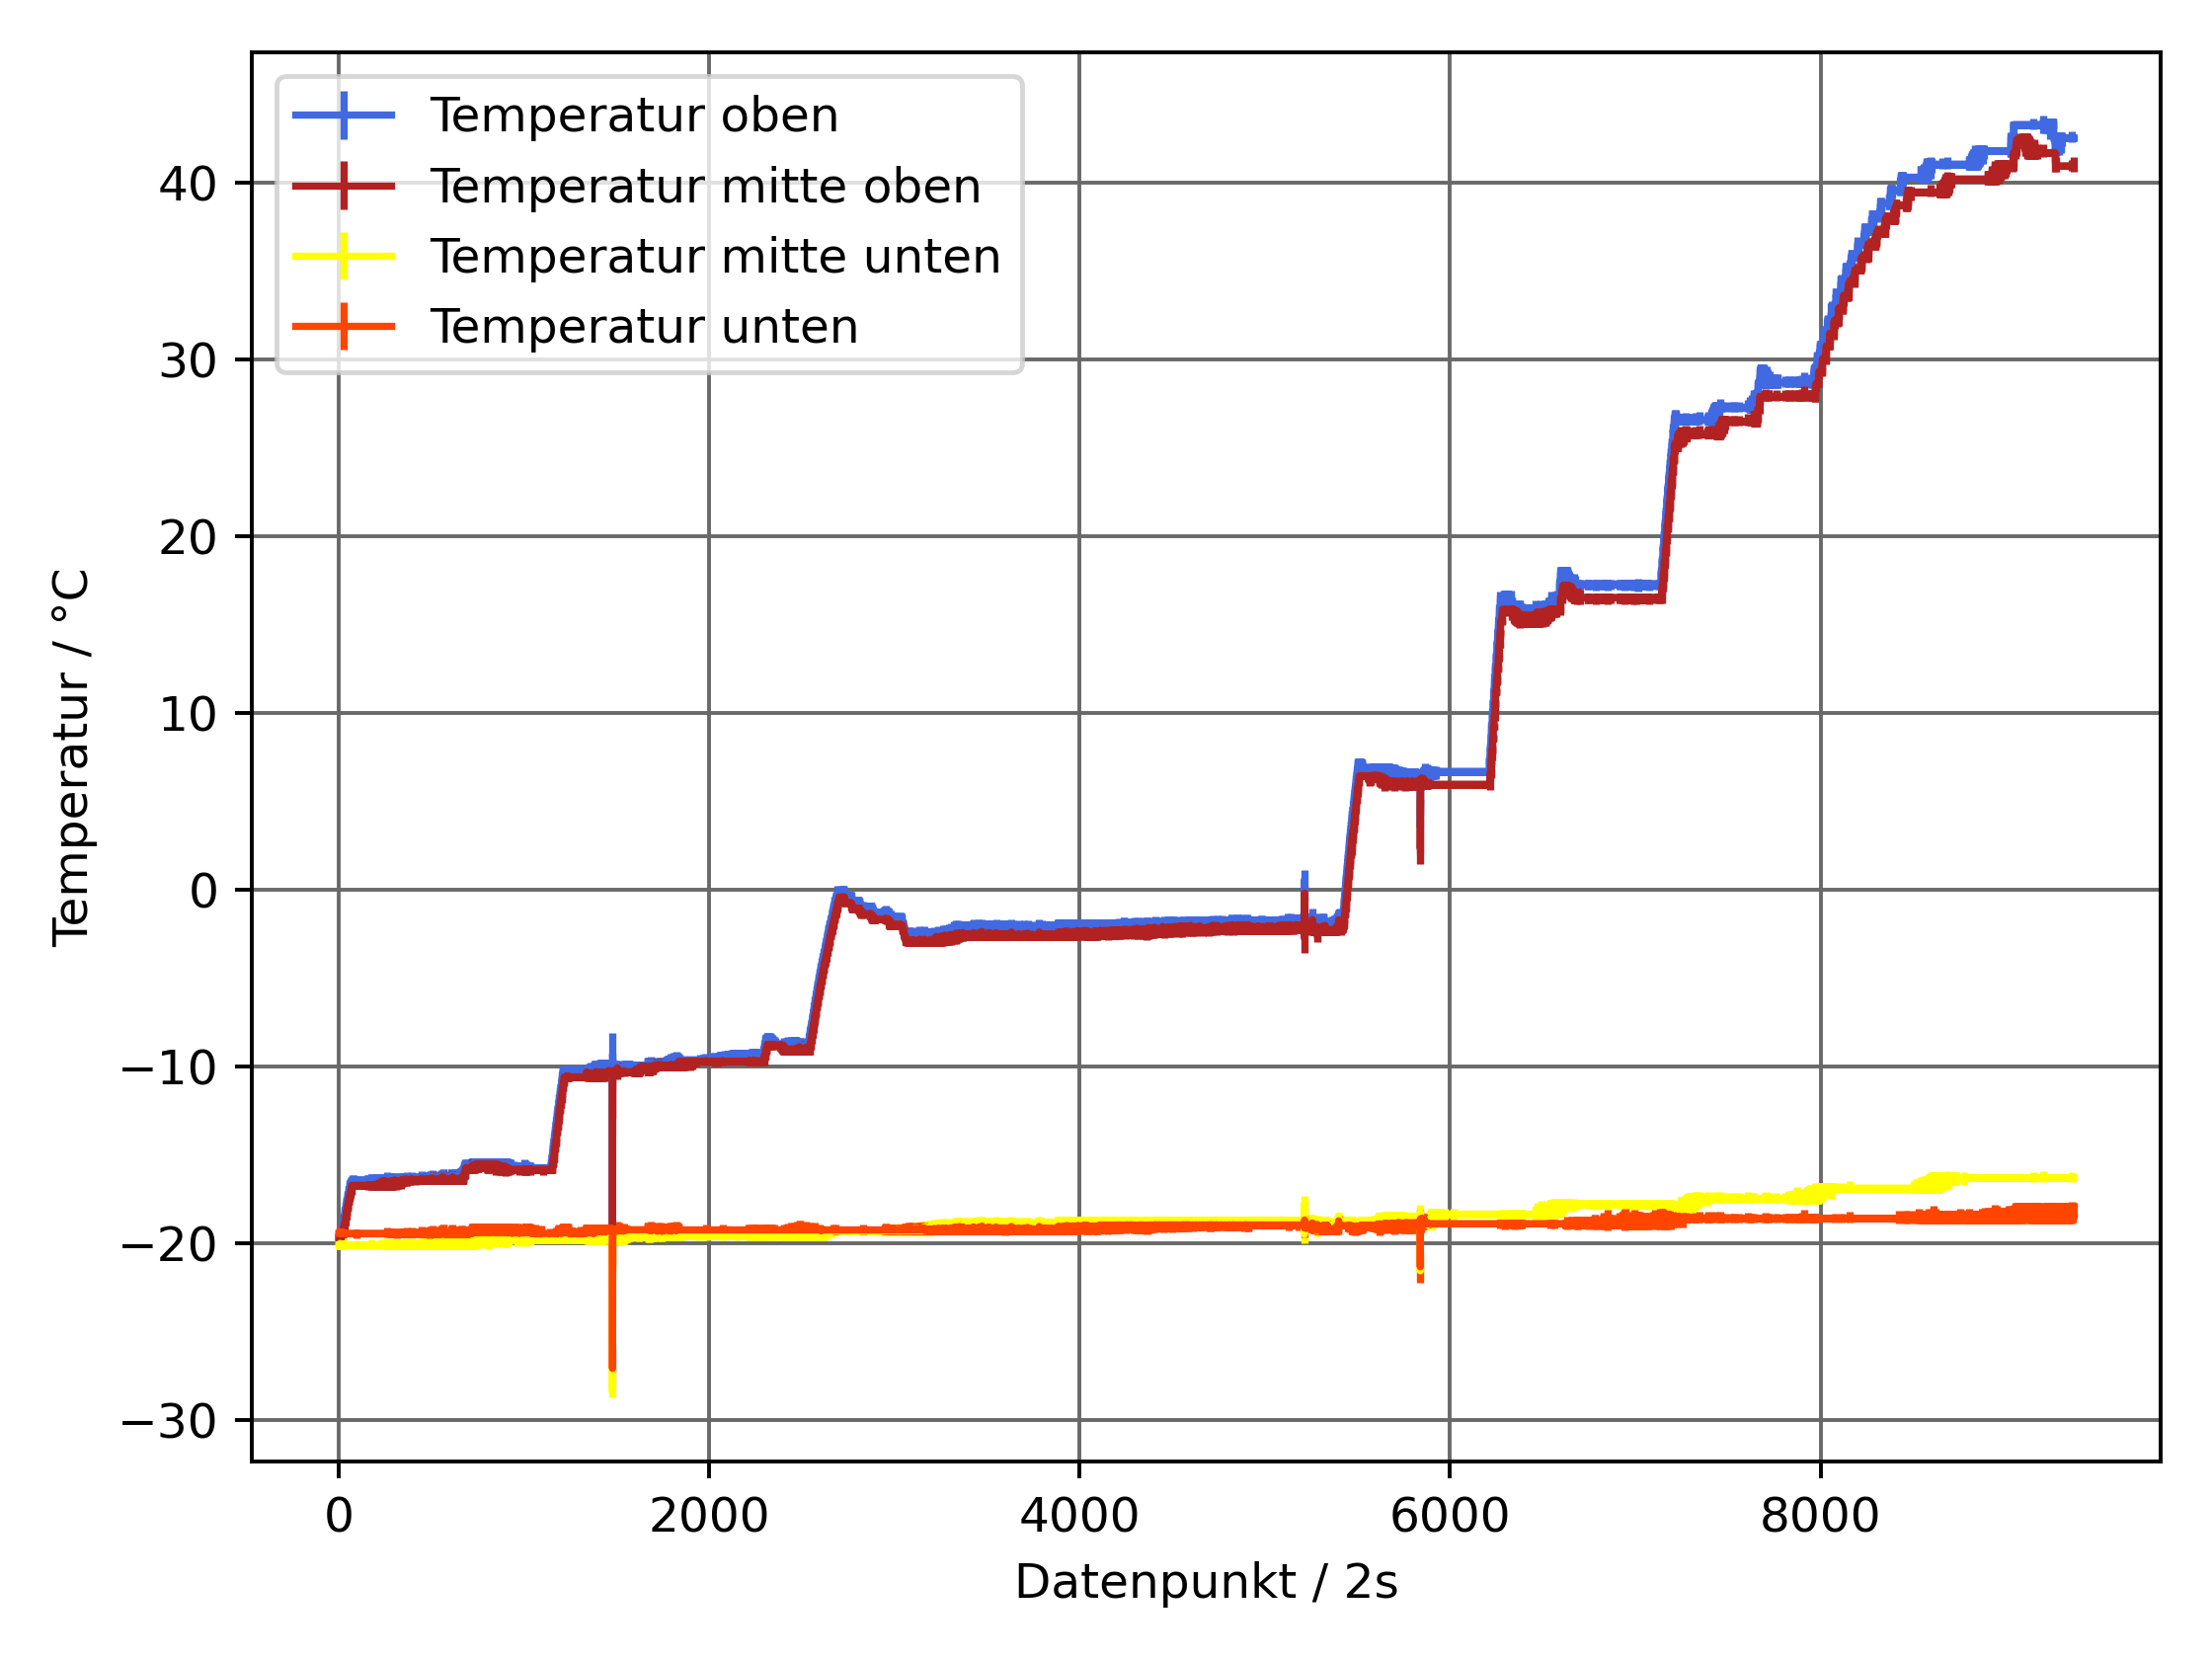 Temperatur oben
Temperatur mitte oben
Temperatur mitte unten
Temperatur unten
Temperatur / °C
40
30
20
10
0
−10
−20
−30
0 2000 4000 6000 8000
Datenpunkt / 2s